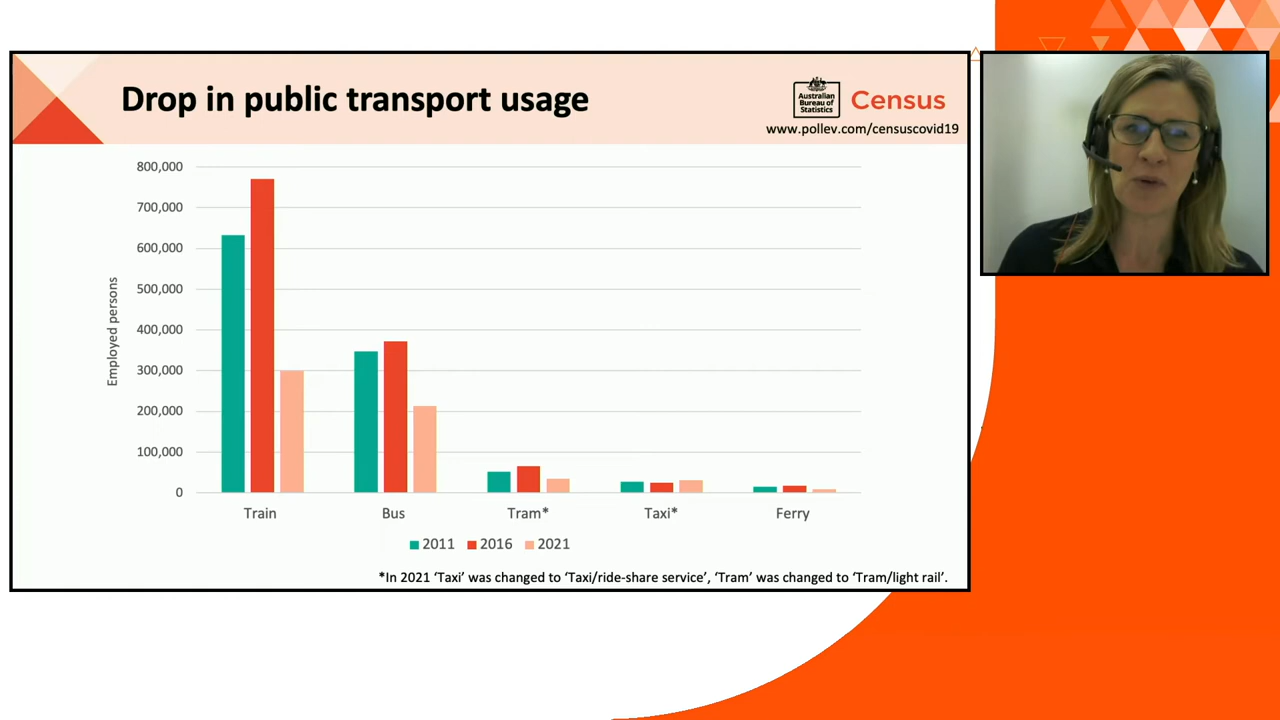 Drop in public transport usage
Australian
Bureau of
Statistics
Census
www.pollev.com/censuscovid19
800,000
700,000
600,000
500,000
400,000
300,000
200,000
100,000
0
Employed persons
Train
Bus
Tram*
Taxi*
Ferry
2011
2016
2021
*In 2021 ‘Taxi’ was changed to ‘Taxi/ride-share service’, ‘Tram’ was changed to ‘Tram/light rail’.